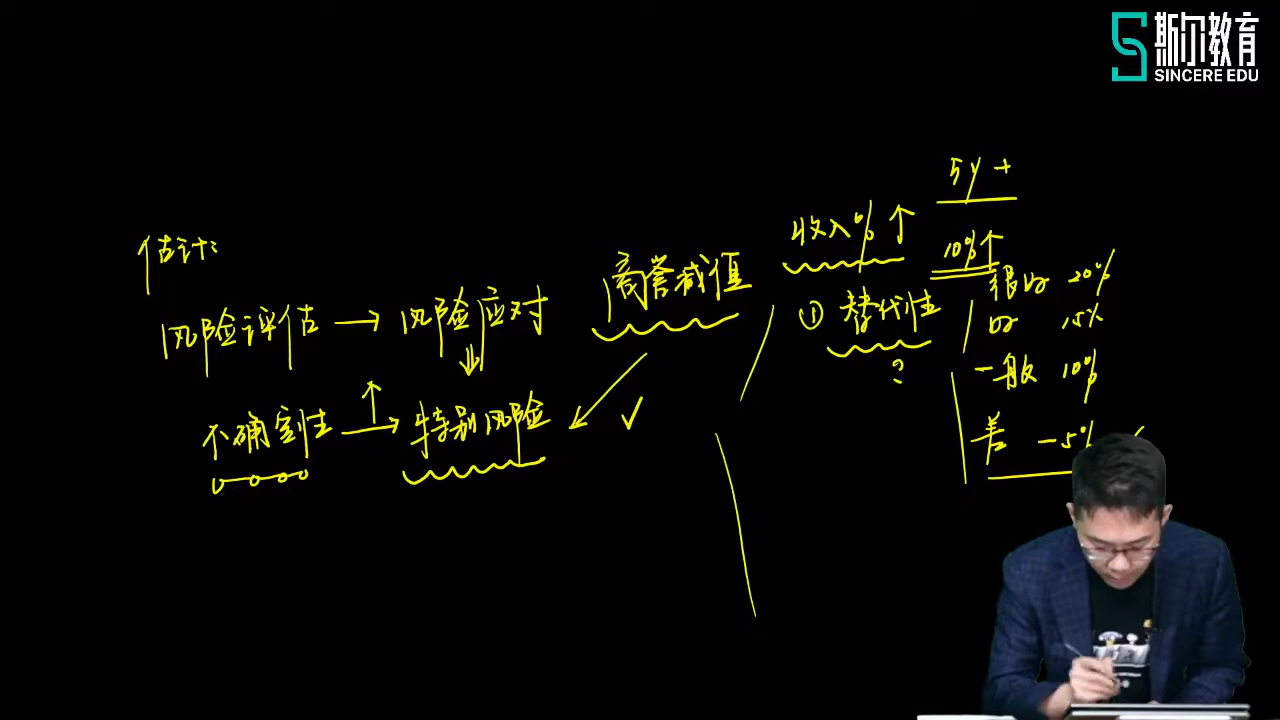 斯尔教育
SINCERE EDU
5y +
收入% ↑
10%↑
估计:
商誉减值
很好 20%
① 替代性
?
好 15%
风险评估 → 风险应对
一般 10%
不确定性 → 特别风险 ✓
差 -5%